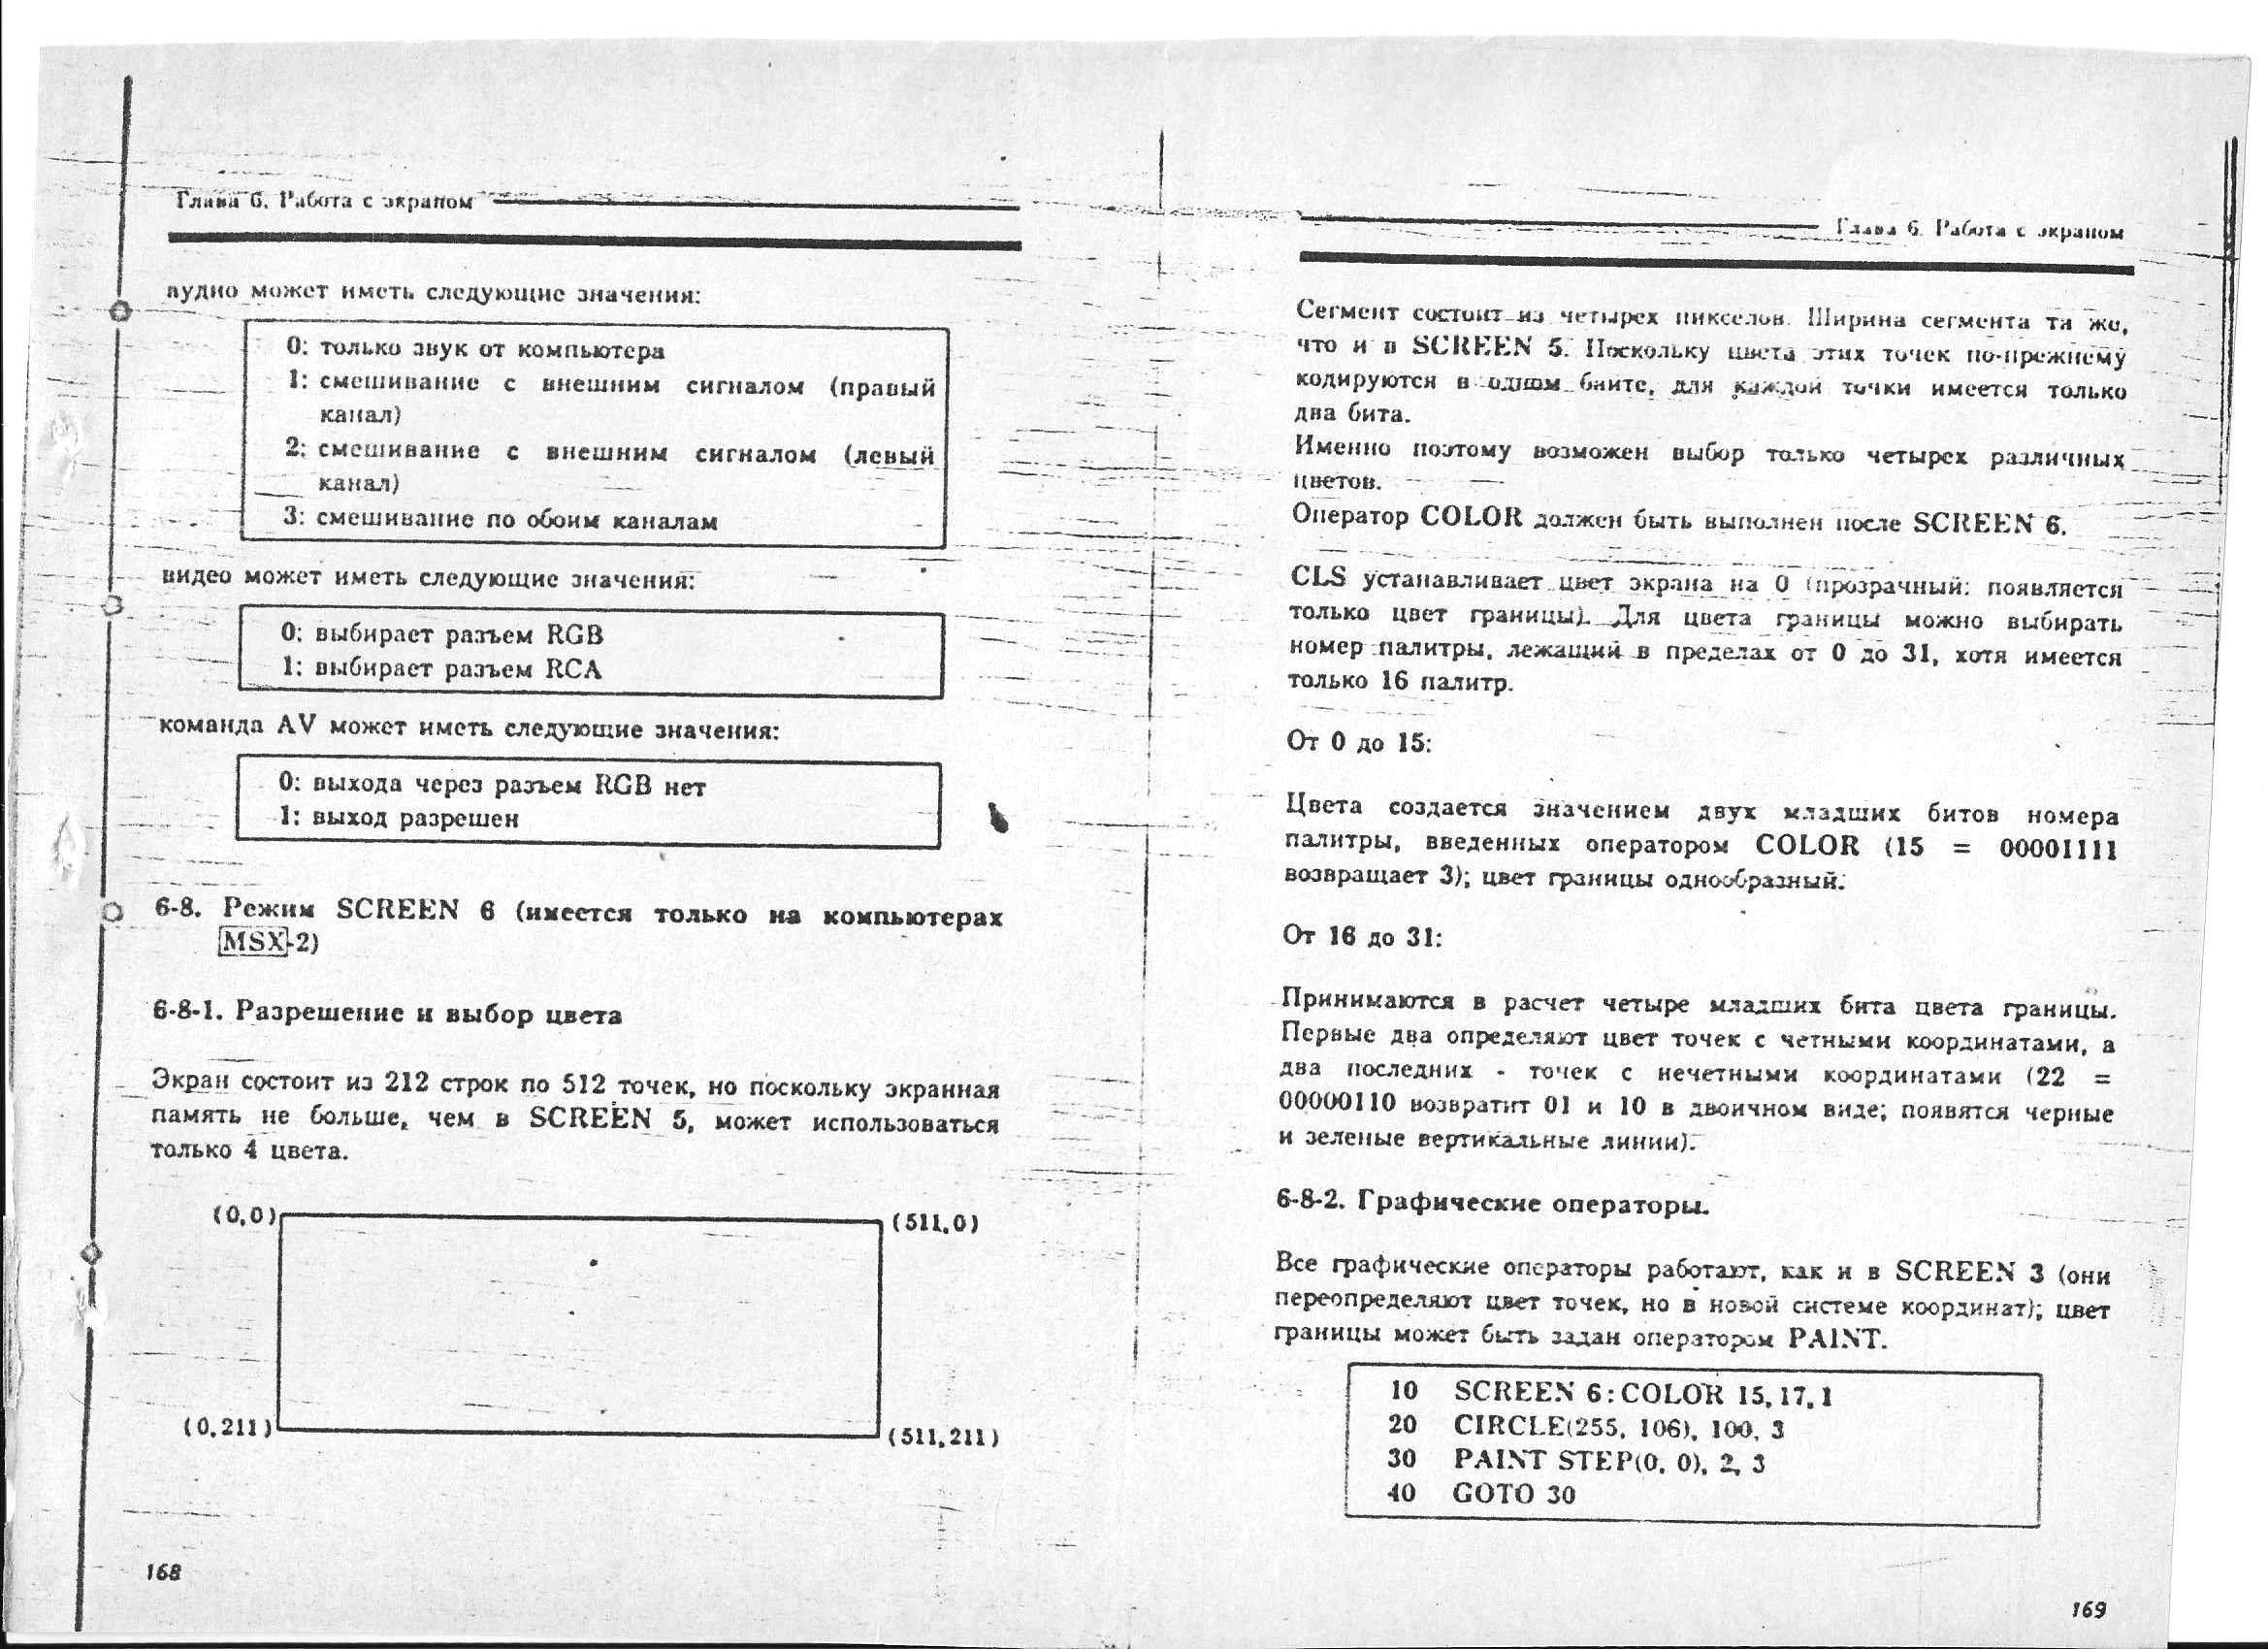 Глава 6. Работа с экраном
аудио может иметь следующие значения:
0: только звук от компьютера
1: смешивание с внешним сигналом (правый
канал)
2: смешивание с внешним сигналом (левый
канал)
3: смешивание по обоим каналам
видео может иметь следующие значения:
0: выбирает разъем RGB
1: выбирает разъем RCA
команда AV может иметь следующие значения:
0: выхода через разъем RGB нет
1: выход разрешен
6-8. Режим SCREEN 6 (имеется только на компьютерах
MSX-2)
6-8-1. Разрешение и выбор цвета
Экран состоит из 212 строк по 512 точек, но поскольку экранная
память не больше, чем в SCREEN 5, может использоваться
только 4 цвета.
(0,0)
(511,0)
(0,211)
(511,211)
168
Глава 6. Работа с экраном
Сегмент состоит из четырех пикселов. Ширина сегмента та же,
что и в SCREEN 5. Поскольку цвета этих точек по-прежнему
кодируются в одном байте, для каждой точки имеется только
два бита.
Именно поэтому возможен выбор только четырех различных
цветов.
Оператор COLOR должен быть выполнен после SCREEN 6.
CLS устанавливает цвет экрана на 0 (прозрачный: появляется
только цвет границы). Для цвета границы можно выбирать
номер палитры, лежащий в пределах от 0 до 31, хотя имеется
только 16 палитр.
От 0 до 15:
Цвета создается значением двух младших битов номера
палитры, введенных оператором COLOR (15 = 00001111
возвращает 3); цвет границы однообразный.
От 16 до 31:
Принимаются в расчет четыре младших бита цвета границы.
Первые два определяют цвет точек с четными координатами, а
два последних - точек с нечетными координатами (22 =
00000110 возвратит 01 и 10 в двоичном виде; появятся черные
и зеленые вертикальные линии).
6-8-2. Графические операторы.
Все графические операторы работают, как и в SCREEN 3 (они
переопределяют цвет точек, но в новой системе координат); цвет
границы может быть задан оператором PAINT.
10 SCREEN 6:COLOR 15,17,1
20 CIRCLE(255, 106), 100, 3
30 PAINT STEP(0, 0), 2, 3
40 GOTO 30
169